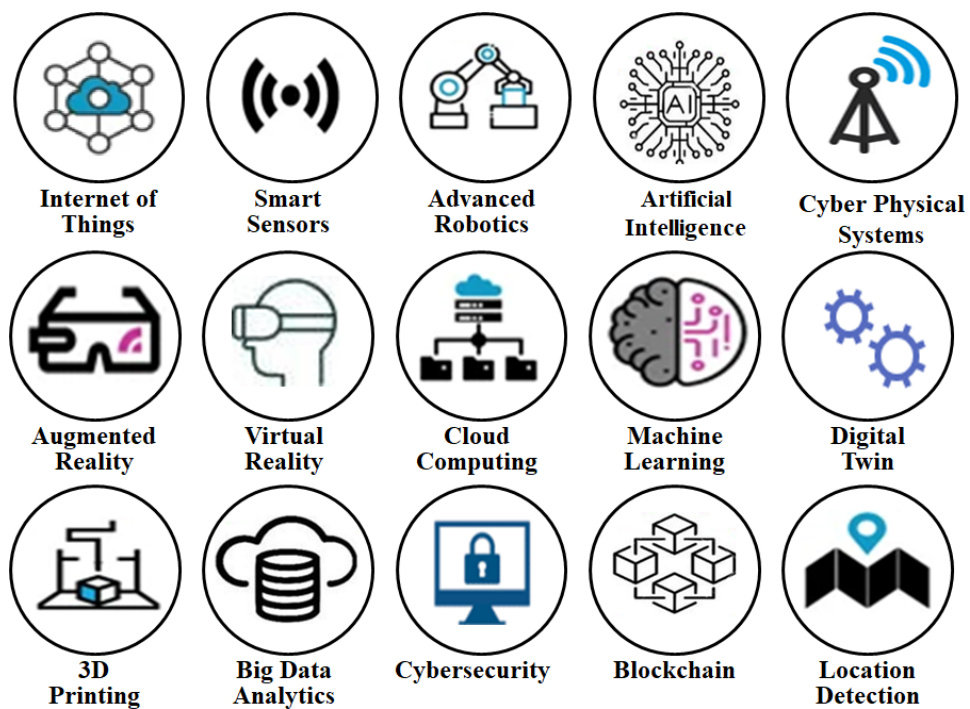 AI
Internet of
Things
Smart
Sensors
Advanced
Robotics
Artificial
Intelligence
Cyber Physical
Systems
Augmented
Reality
Virtual
Reality
Cloud
Computing
Machine
Learning
Digital
Twin
3D
Printing
Big Data
Analytics
Cybersecurity
Blockchain
Location
Detection